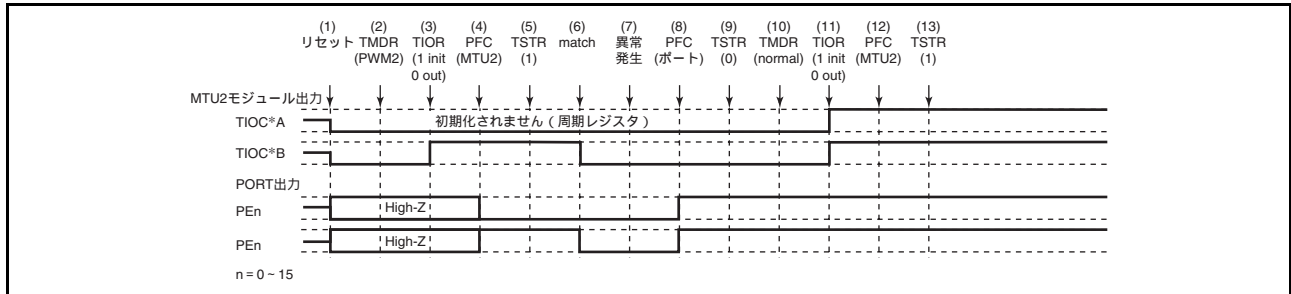 (1) (2) (3) (4) (5) (6) (7) (8) (9) (10) (11) (12) (13)
リセット TMDR TIOR PFC TSTR match 異常 PFC TSTR TMDR TIOR PFC TSTR
(PWM2) (1 init (MTU2) (1) 発生 (ポート) (0) (normal) (1 init (MTU2) (1)
0 out) 0 out)
MTU2モジュール出力
TIOC*A 初期化されません(周期レジスタ)
TIOC*B
PORT出力
PEn High-Z
PEn High-Z
n = 0 ~ 15